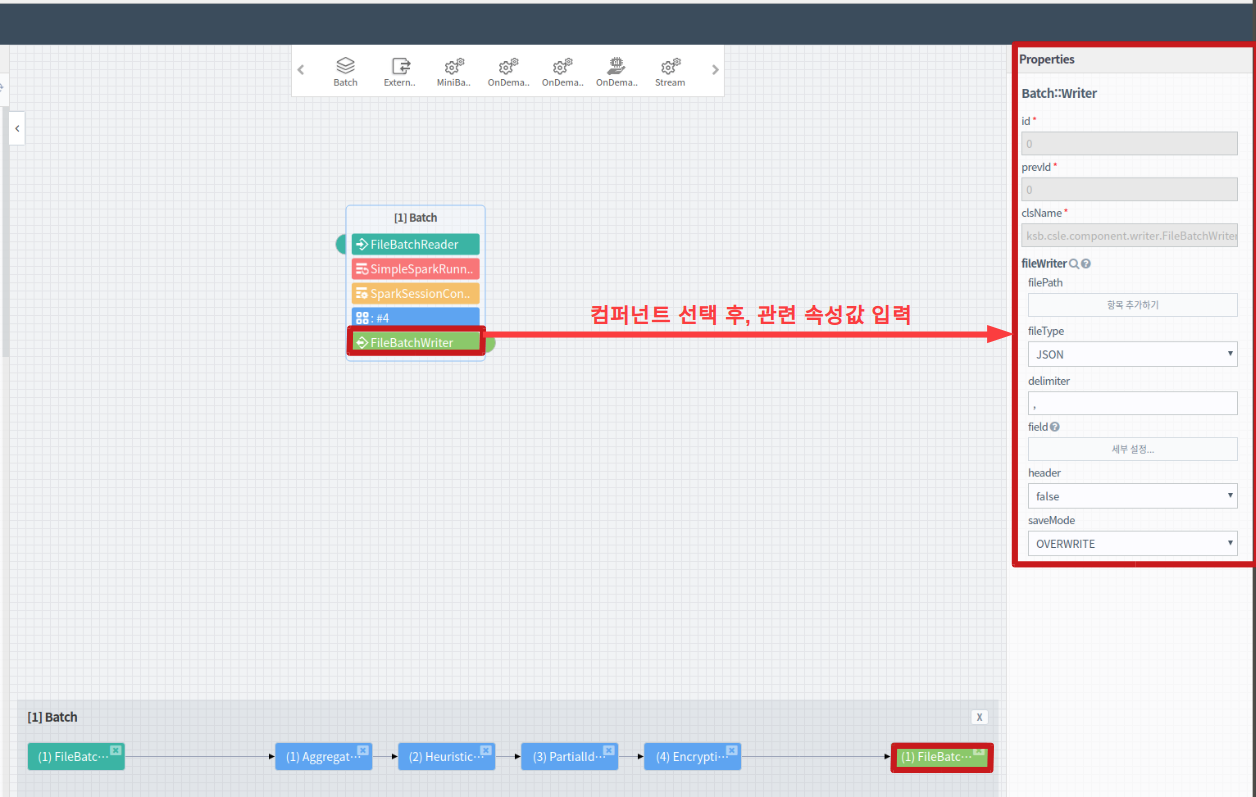 Batch
Extern..
MiniBa..
OnDema..
OnDema..
OnDema..
Stream
[1] Batch
FileBatchReader
SimpleSparkRunn..
SparkSessionCon..
: #4
FileBatchWriter
컴퍼넌트 선택 후, 관련 속성값 입력
Properties
Batch::Writer
id *
0
prevId *
0
clsName *
ksb.csle.component.writer.FileBatchWriter
fileWriter
filePath
항목 추가하기
fileType
JSON
delimiter
,
field
세부 설정...
header
false
saveMode
OVERWRITE
[1] Batch
X
(1) FileBatc···
(1) Aggregat···
(2) Heuristic···
(3) PartialId···
(4) Encrypti···
(1) FileBatc···